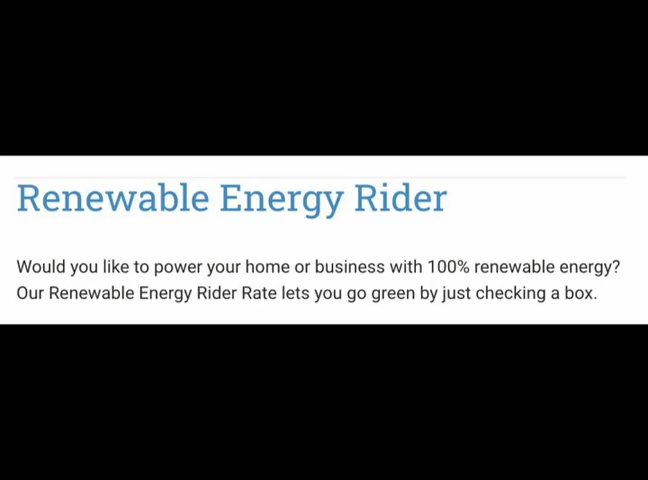 Renewable Energy Rider
Would you like to power your home or business with 100% renewable energy?
Our Renewable Energy Rider Rate lets you go green by just checking a box.